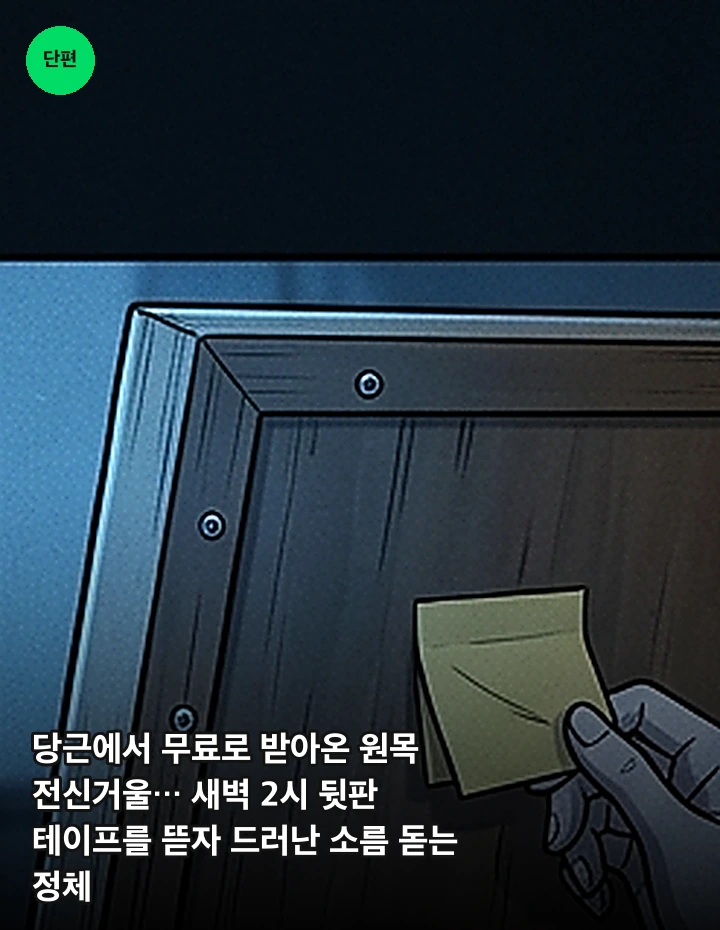 단편
당근에서 무료로 받아온 원목
전신거울… 새벽 2시 뒷판
테이프를 뜯자 드러난 소름 돋는
정체